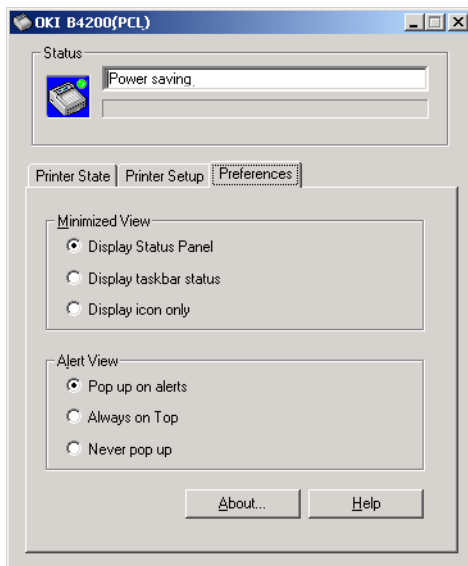 OKI B4200(PCL)
Status
Power saving
Printer State Printer Setup Preferences
Minimized View
Display Status Panel
Display taskbar status
Display icon only
Alert View
Pop up on alerts
Always on Top
Never pop up
About... Help